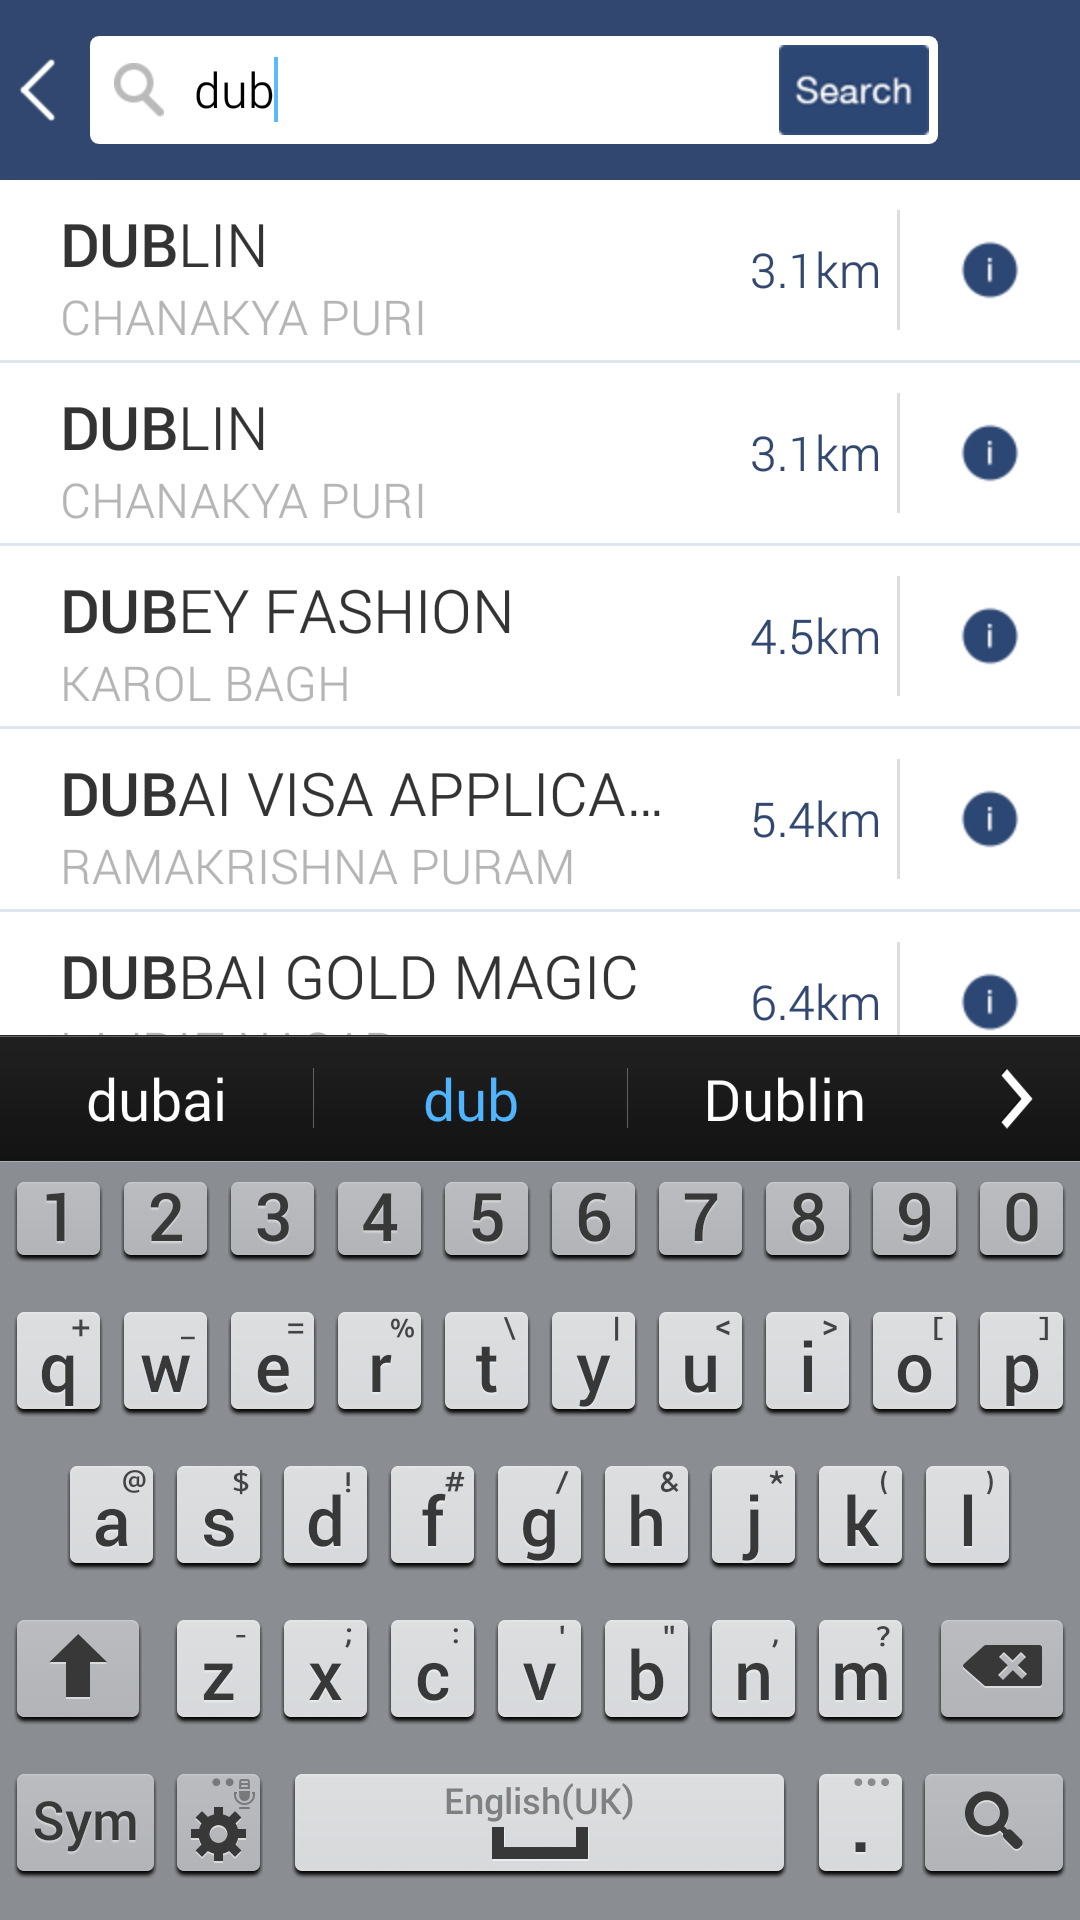 dub
Search
DUBLIN
3.1km
CHANAKYA PURI
DUBLIN
3.1km
CHANAKYA PURI
DUBEY FASHION
4.5km
KAROL BAGH
DUBAI VISA APPLICA...
5.4km
RAMAKRISHNA PURAM
DUBBAI GOLD MAGIC
6.4km
dubai dub Dublin
1 2 3 4 5 6 7 8 9 0
+ _ = % \ | < > [ ]
q w e r t y u i o p
@ $ ! # / & * ( )
a s d f g h j k l
- ; : ' " , ?
z x c v b n m
Sym English(UK) .